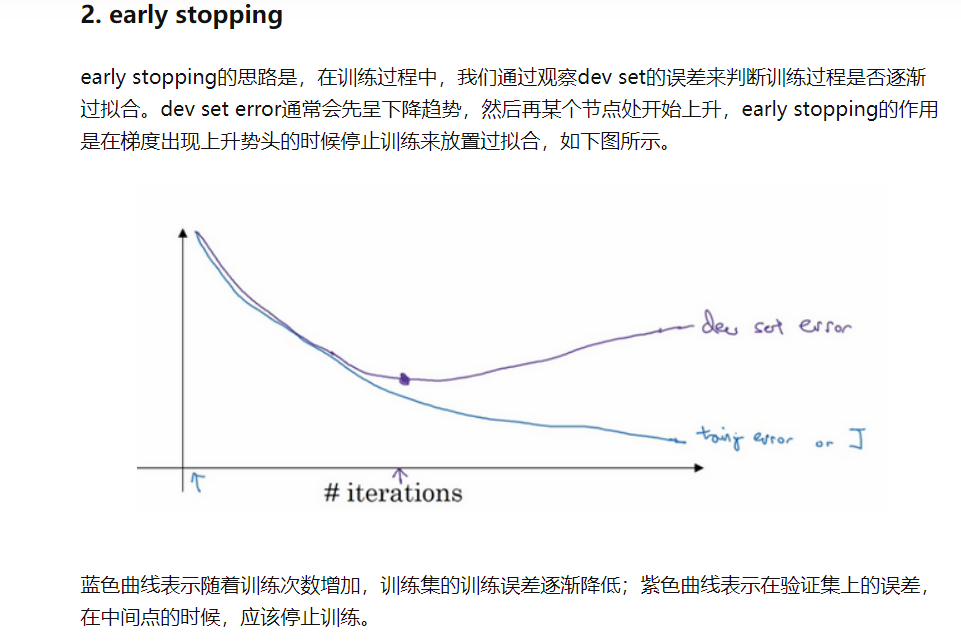 2. early stopping
early stopping的思路是，在训练过程中，我们通过观察dev set的误差来判断训练过程是否逐渐
过拟合。dev set error通常会先呈下降趋势，然后再某个节点处开始上升，early stopping的作用
是在梯度出现上升势头的时候停止训练来放置过拟合，如下图所示。
dev set error
error or J
# iterations
蓝色曲线表示随着训练次数增加，训练集的训练误差逐渐降低；紫色曲线表示在验证集上的误差，
在中间点的时候，应该停止训练。